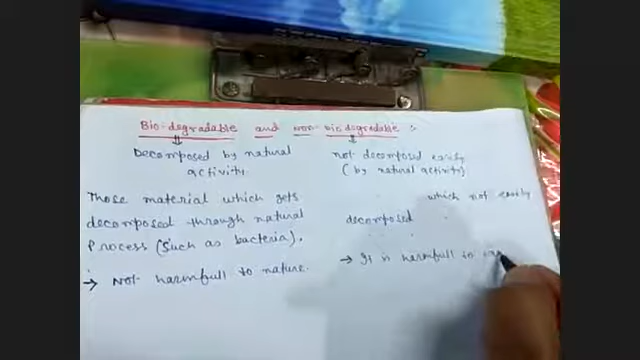 Bio-degradable and Non-biodegradable :
Decomposed by natural activity.
not decomposed easily
(by natural activity)
Those material which gets
decomposed through natural
Process (such as bacteria).
→ Not harmfull to nature.
which not easily
decomposed
→ It is harmfull to